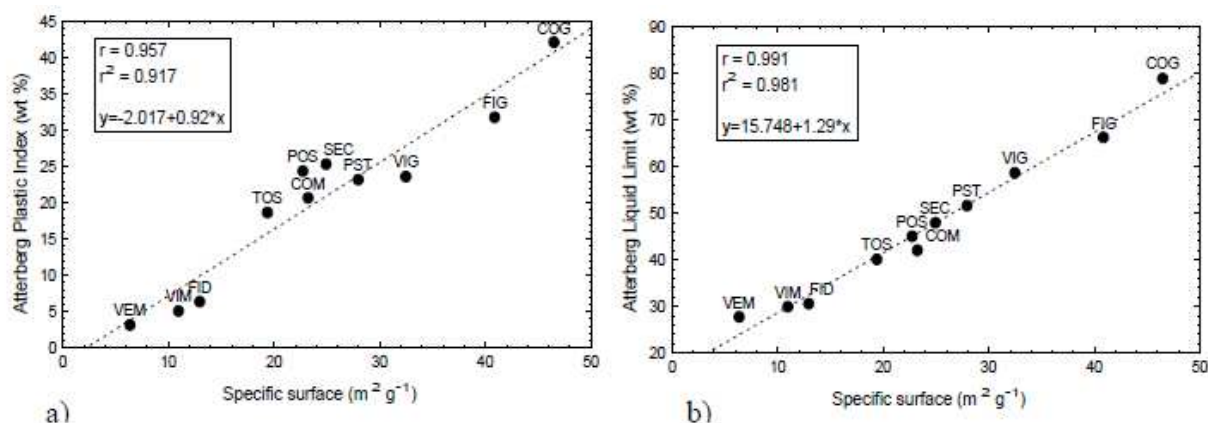 45
40
35
30
25
20
15
10
5
0
Atterberg Plastic Index (wt %)
r = 0.957
r² = 0.917
y=-2.017+0.92*x
COG
FIG
POS SEC
COM PST VIG
TOS
VEM VIM FID
0 10 20 30 40 50
Specific surface (m² g⁻¹)
a)
90
80
70
60
50
40
30
20
Atterberg Liquid Limit (wt %)
r = 0.991
r² = 0.981
y=15.748+1.29*x
COG
FIG
VIG
PST
SEC
POS
COM
TOS
VEM VIM FID
0 10 20 30 40 50
Specific surface (m² g⁻¹)
b)